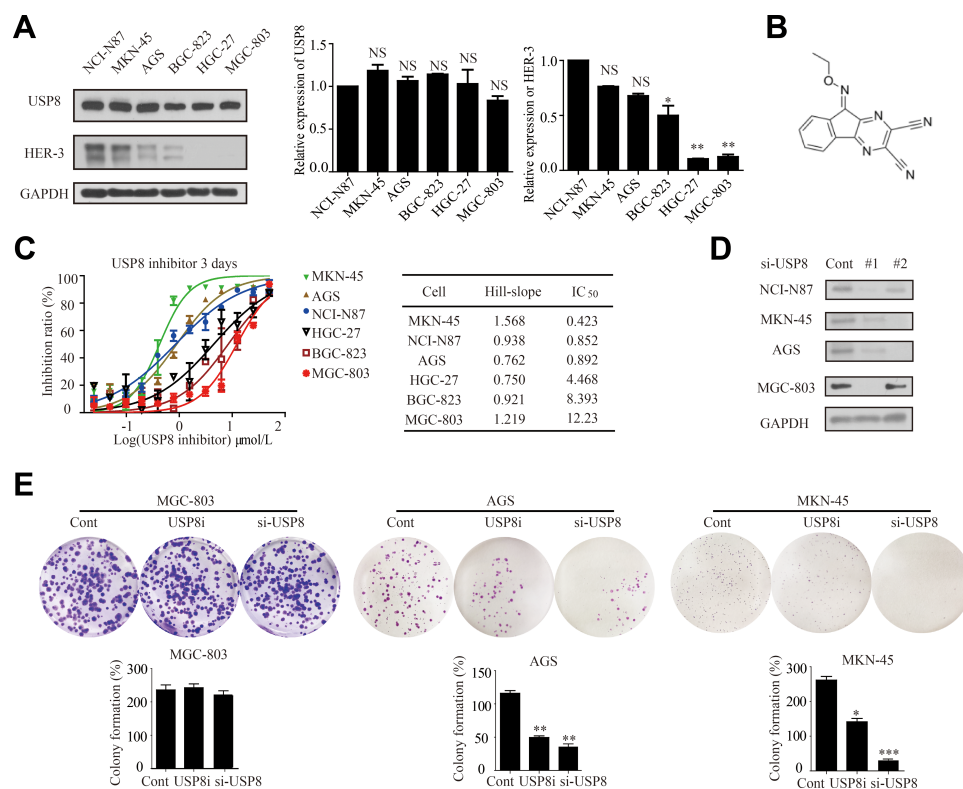 A
NCI-N87
MKN-45
AGS
BGC-823
HGC-27
MGC-803
USP8
HER-3
GAPDH
Relative expression of USP8
1.5
1.0
0.5
0.0
NS
NS
NS
NS
NS
NCI-N87
MKN-45
AGS
BGC-823
HGC-27
MGC-803
Relative expression or HER-3
1.0
0.8
0.6
0.4
0.2
0.0
NS
NS
*
**
**
NCI-N87
MKN-45
AGS
BGC-823
HGC-27
MGC-803
B
O
N
N
N
N
N
C
USP8 inhibitor 3 days
Inhibition ratio (%)
100
80
60
40
20
0
-1
0
1
2
Log(USP8 inhibitor) μmol/L
MKN-45
AGS
NCI-N87
HGC-27
BGC-823
MGC-803
Cell Hill-slope IC50
MKN-45 1.568 0.423
NCI-N87 0.938 0.852
AGS 0.762 0.892
HGC-27 0.750 4.468
BGC-823 0.921 8.393
MGC-803 1.219 12.23
D
si-USP8 Cont #1 #2
NCI-N87
MKN-45
AGS
MGC-803
GAPDH
E
MGC-803
Cont USP8i si-USP8
AGS
Cont USP8i si-USP8
MKN-45
Cont USP8i si-USP8
MGC-803
Colony formation (%)
300
200
100
0
Cont USP8i si-USP8
AGS
Colony formation (%)
150
100
50
0
**
**
Cont USP8i si-USP8
MKN-45
Colony formation (%)
300
200
100
0
*
***
Cont USP8i si-USP8